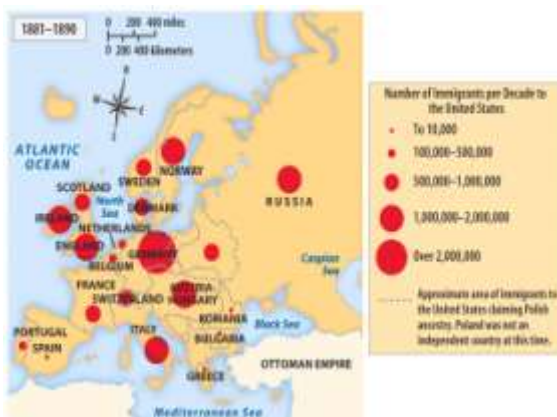 1881–1890
0 200 400 miles
0 200 400 kilometers
N
E
S
W
ATLANTIC
OCEAN
SCOTLAND
North
Sea
SWEDEN
NORWAY
DENMARK
RUSSIA
IRELAND
NETHERLANDS
ENGLAND
GERMANY
BELGIUM
Caspian
Sea
FRANCE
SWITZERLAND
AUSTRIA-
HUNGARY
ROMANIA
PORTUGAL
SPAIN
ITALY
BULGARIA
Black Sea
OTTOMAN EMPIRE
GREECE
Mediterranean Sea
Number of Immigrants per Decade to
the United States
To 10,000
100,000–500,000
500,000–1,000,000
1,000,000–2,000,000
Over 2,000,000
Approximate area of immigrants to
the United States claiming Polish
ancestry. Poland was not an
independent country at this time.